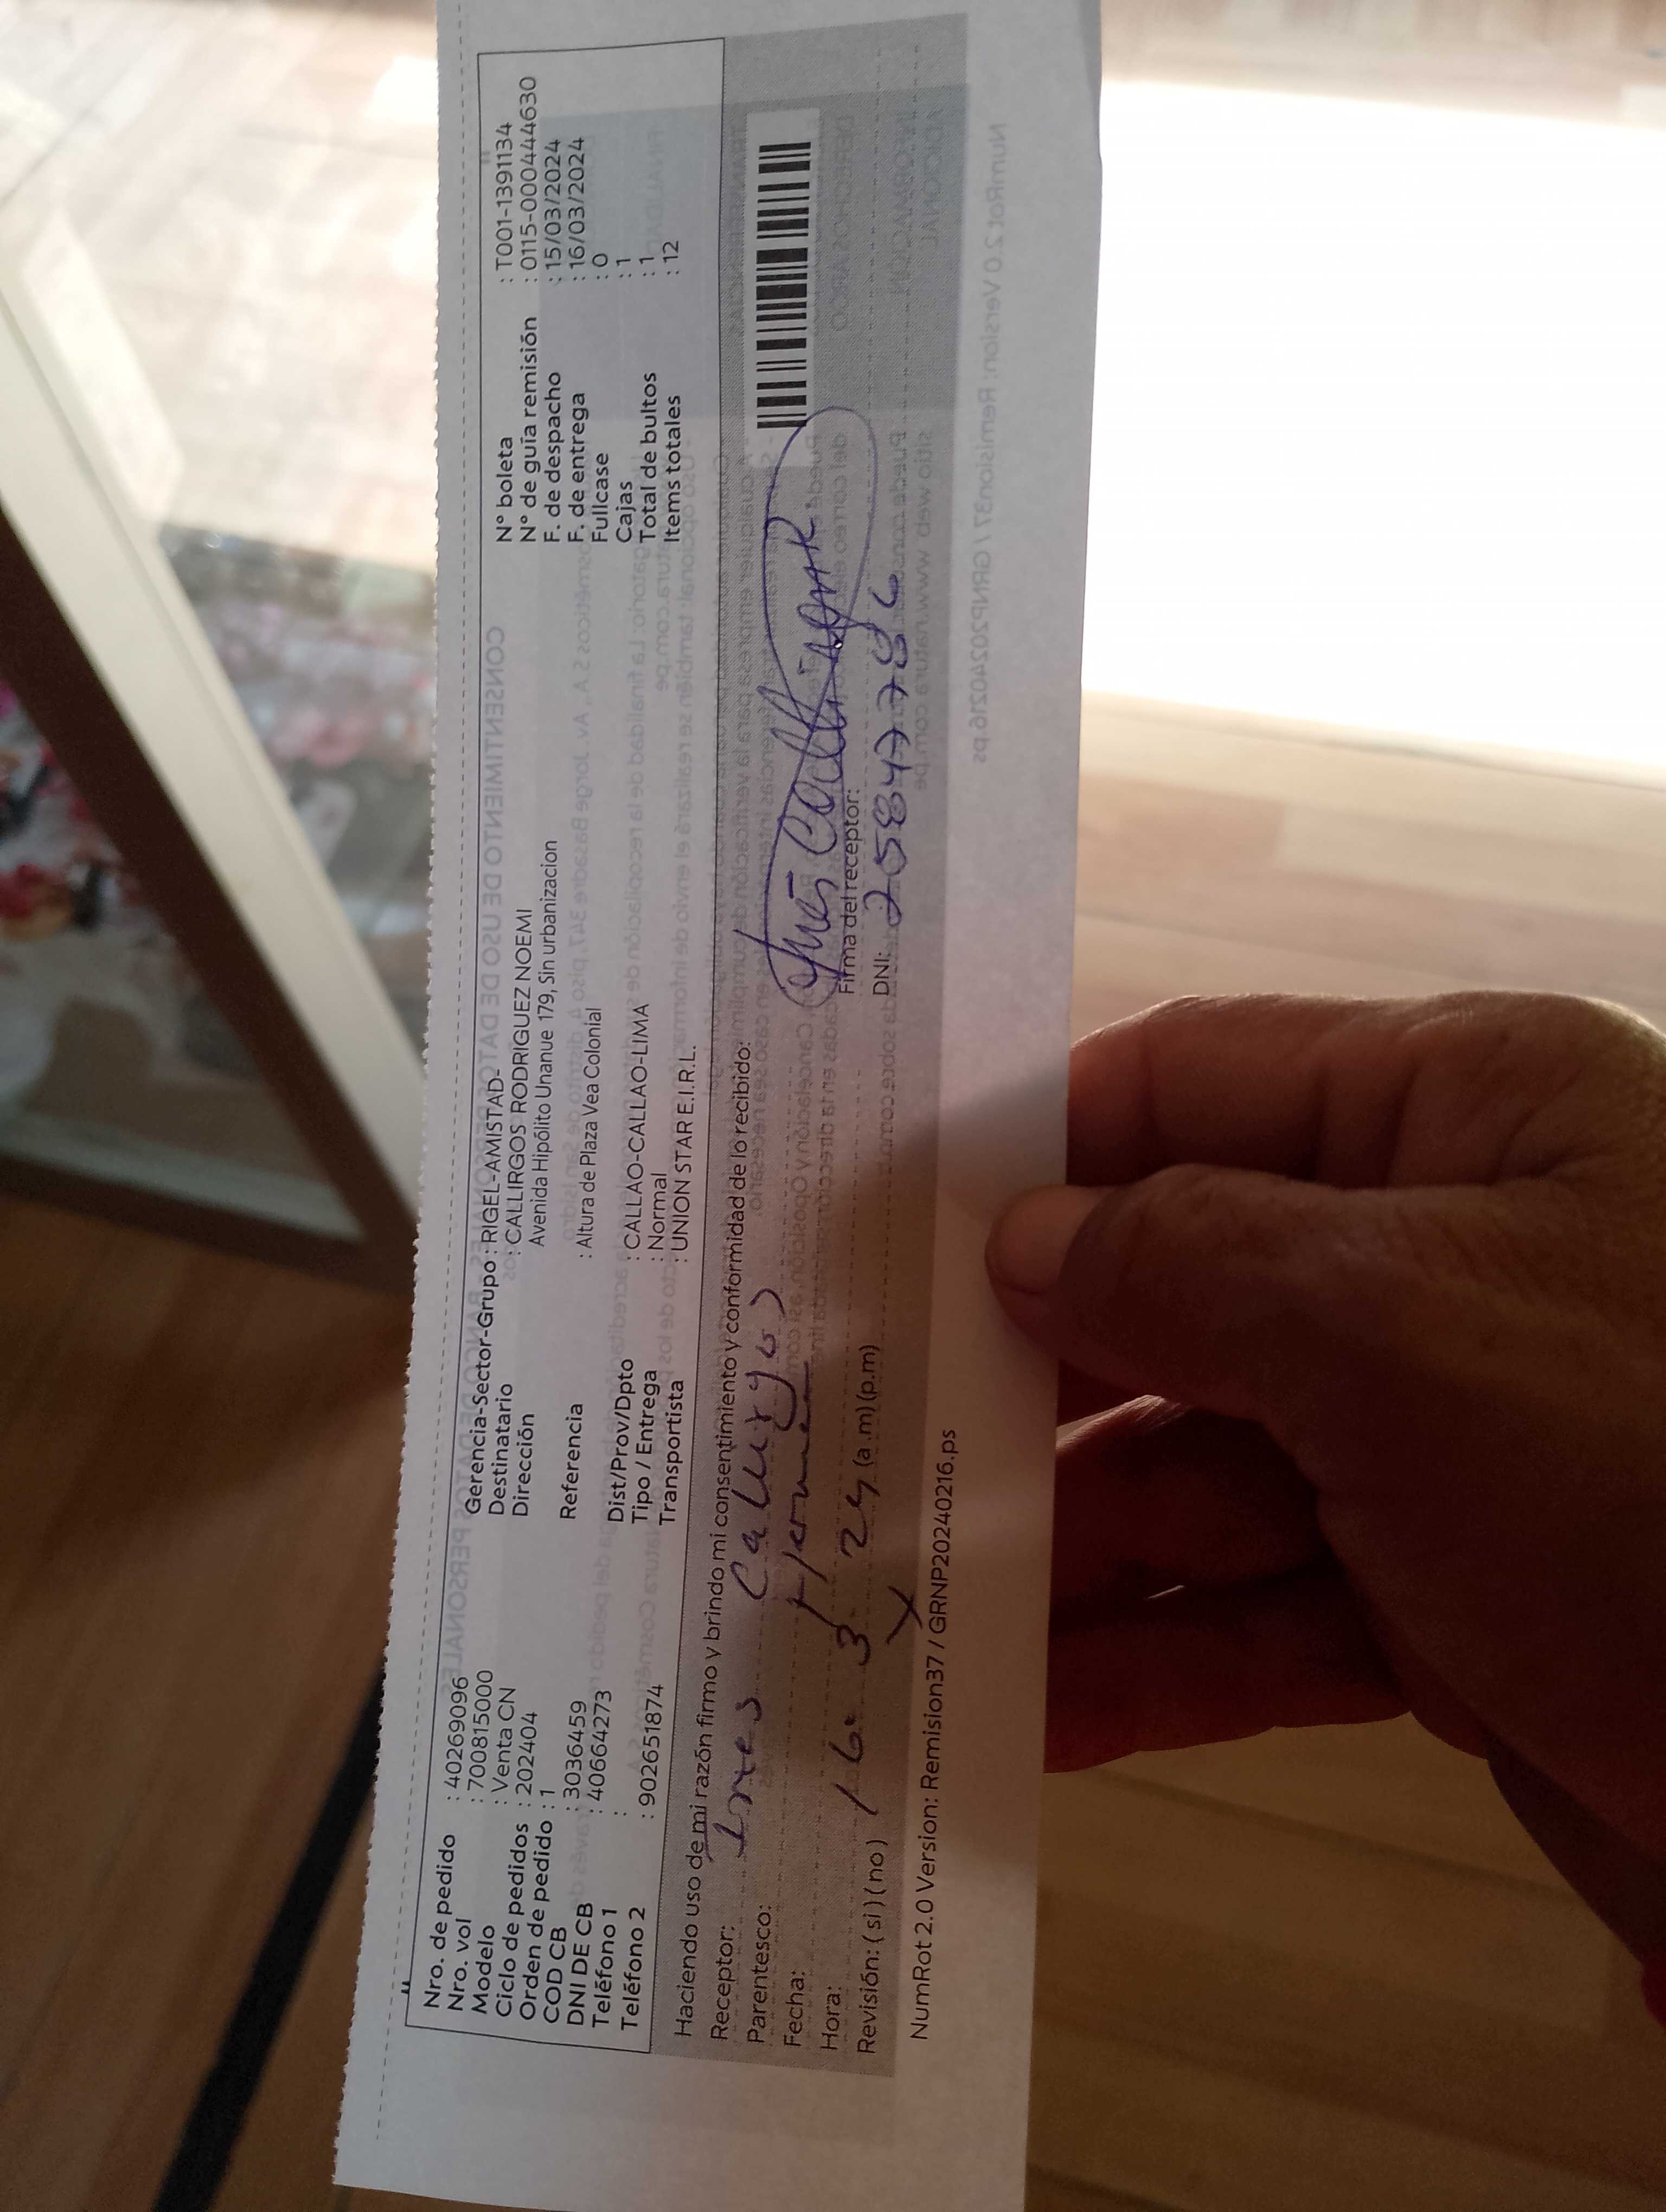 Nro. de pedido : 40269096
Nro. vol : 700815000
Modelo : Venta CN
Ciclo de pedidos : 202404
Orden de pedido : 1
COD CB : 3036459
DNI DE CB : 40664273
Teléfono 1 :
Teléfono 2 : 902651874
Gerencia-Sector-Grupo : RIGEL-AMISTAD-
Destinatario : CALLIRGOS RODRIGUEZ NOEMI
Dirección Avenida Hipólito Unanue 179, Sin urbanizacion
Referencia : Altura de Plaza Vea Colonial
Dist/Prov/Dpto : CALLAO-CALLAO-LIMA
Tipo / Entrega : Normal
Transportista : UNION STAR E.I.R.L.
N° boleta : T001-1391134
N° de guía remisión : 0115-000444630
F. de despacho : 15/03/2024
F. de entrega : 16/03/2024
Fullcase : 0
Cajas : 1
Total de bultos : 1
Items totales : 12
Haciendo uso de mi razón firmo y brindo mi consentimiento y conformidad de lo recibido:
Receptor: Ines Callirgos
Parentesco:
Fecha: 16. 3. 24
Hora: (a.m) (p.m)
Revisión: ( si ) ( no )
Firma del receptor:
DNI:
NumRot 2.0 Version: Remision37 / GRNP20240216.ps